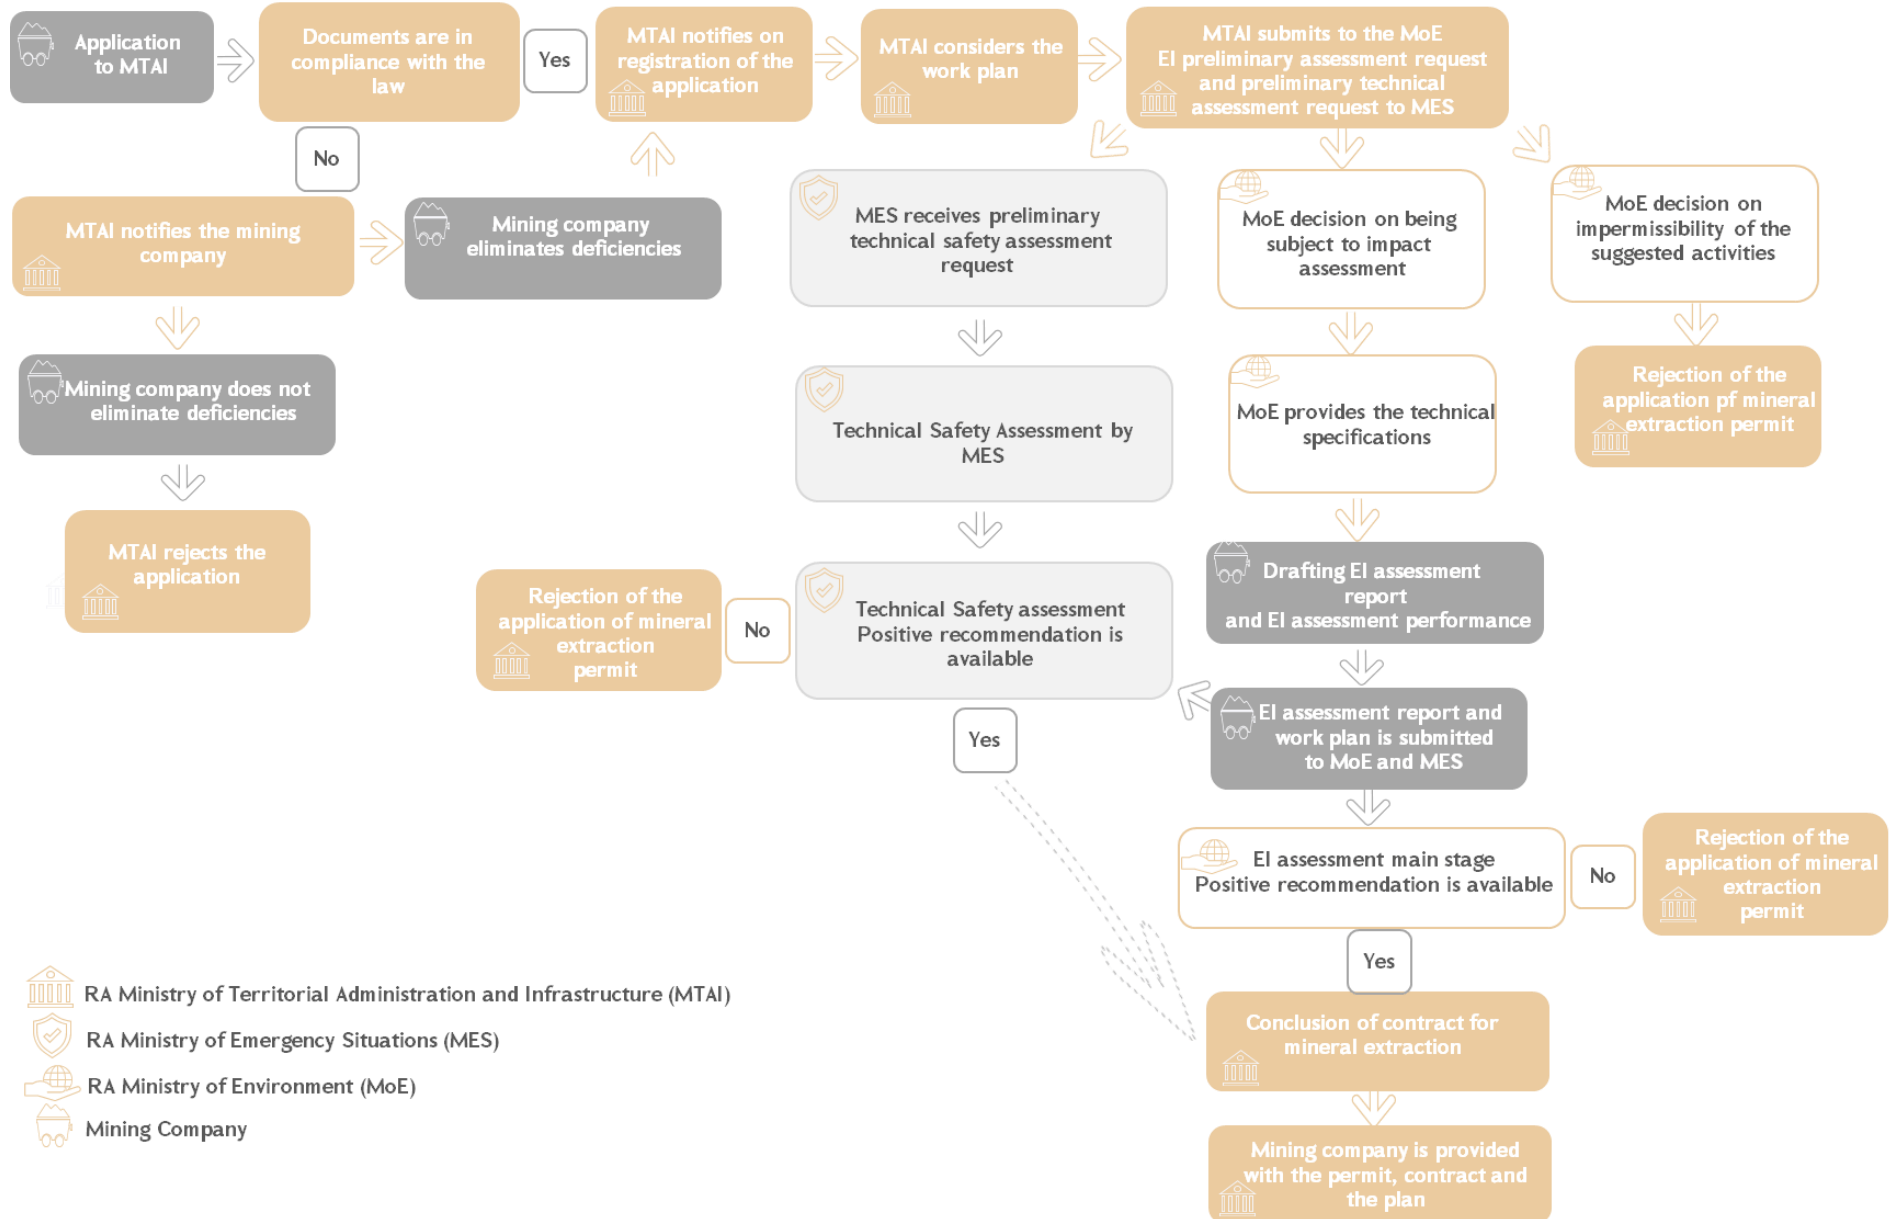 Application
to MTAI
Documents are in
compliance with the
law
Yes
MTAI notifies on
registration of the
application
MTAI considers the
work plan
MTAI submits to the MoE
EI preliminary assessment request
and preliminary technical
assessment request to MES
No
MTAI notifies the mining
company
Mining company
eliminates deficiencies
MES receives preliminary
technical safety assessment
request
MoE decision on being
subject to impact
assessment
MoE decision on
impermissibility of the
suggested activities
Mining company does not
eliminate deficiencies
Technical Safety Assessment by
MES
MoE provides the technical
specifications
Rejection of the
application pf mineral
extraction permit
MTAI rejects the
application
Rejection of the
application of mineral
extraction
permit
No
Technical Safety assessment
Positive recommendation is
available
Drafting EI assessment
report
and EI assessment performance
Yes
EI assessment report and
work plan is submitted
to MoE and MES
EI assessment main stage
Positive recommendation is available
No
Rejection of the
application of mineral
extraction
permit
Yes
Conclusion of contract for
mineral extraction
Mining company is provided
with the permit, contract and
the plan
RA Ministry of Territorial Administration and Infrastructure (MTAI)
RA Ministry of Emergency Situations (MES)
RA Ministry of Environment (MoE)
Mining Company